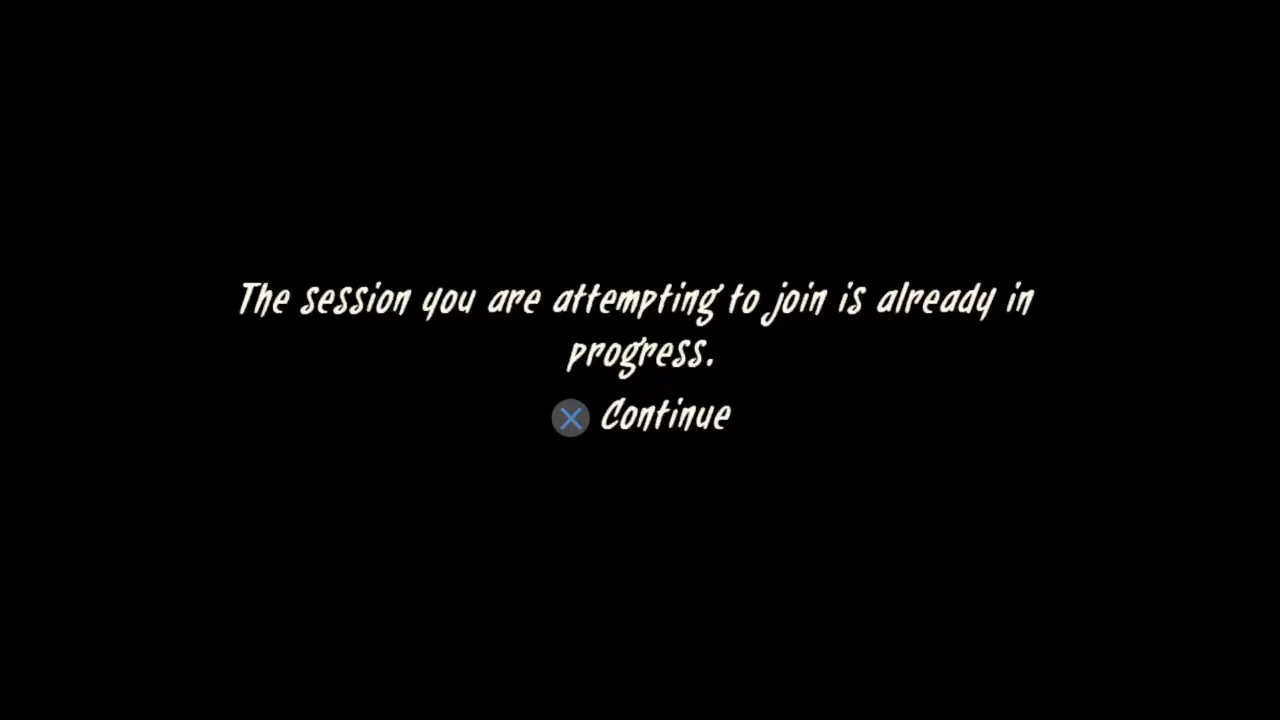 The session you are attempting to join is already in
progress.
Continue